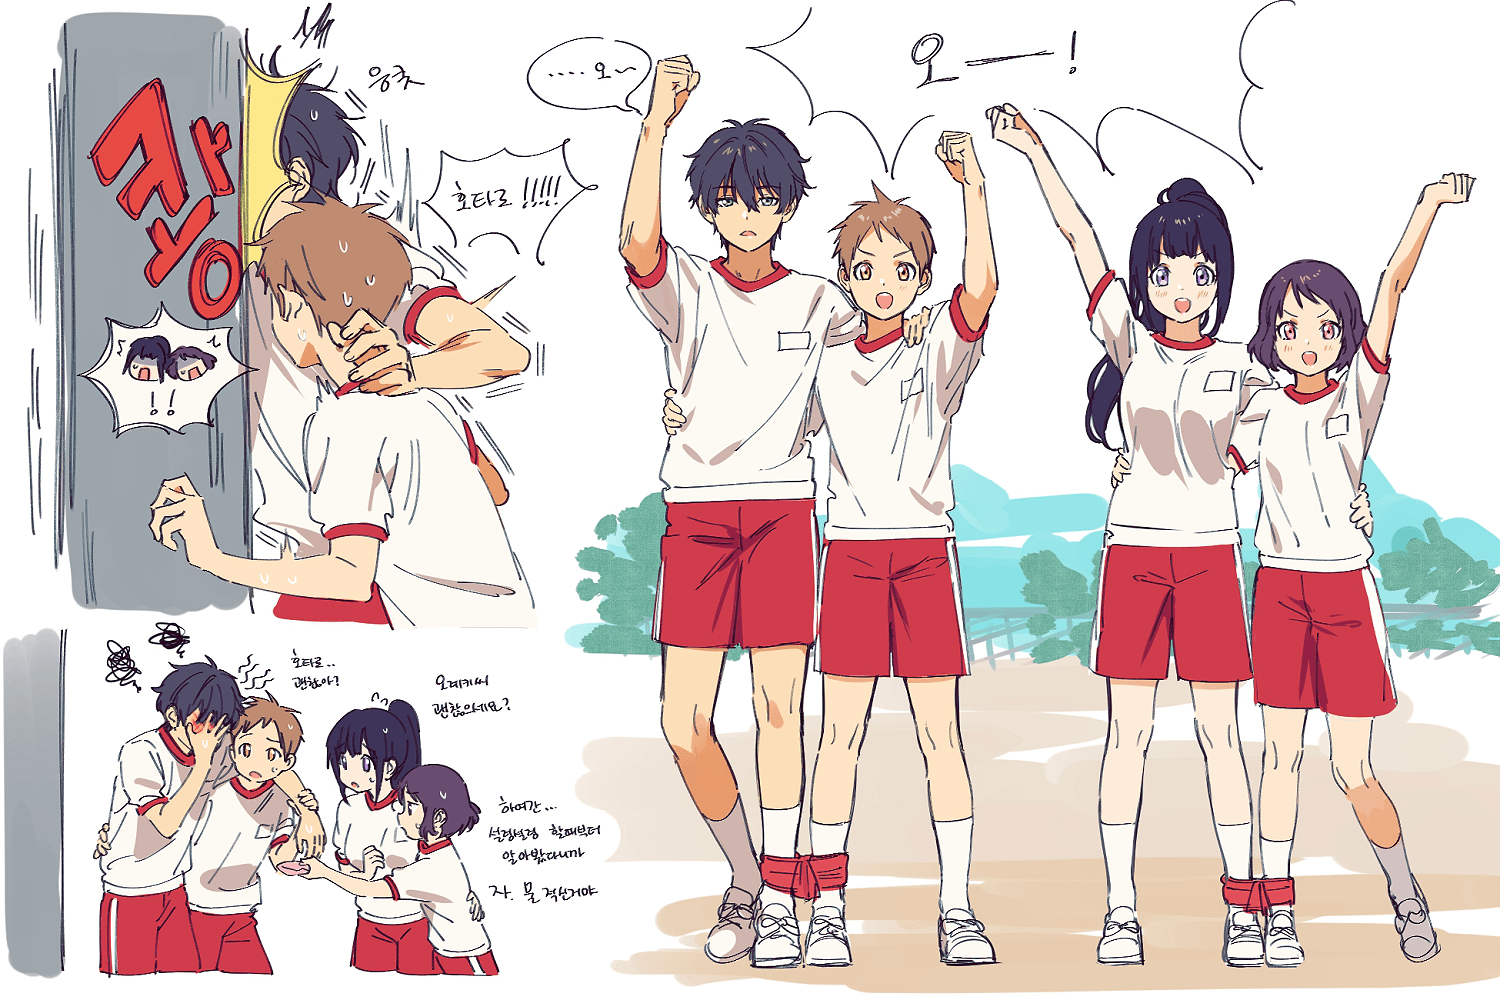 쾅
웅쿠
호타로 !!!!!
!!
.... 오~
오—!
호타로..
괜찮아?
오레키씨
괜찮으세요?
하여간...
설렁설렁 할때부터
알아봤다니까
자. 물 적신거야